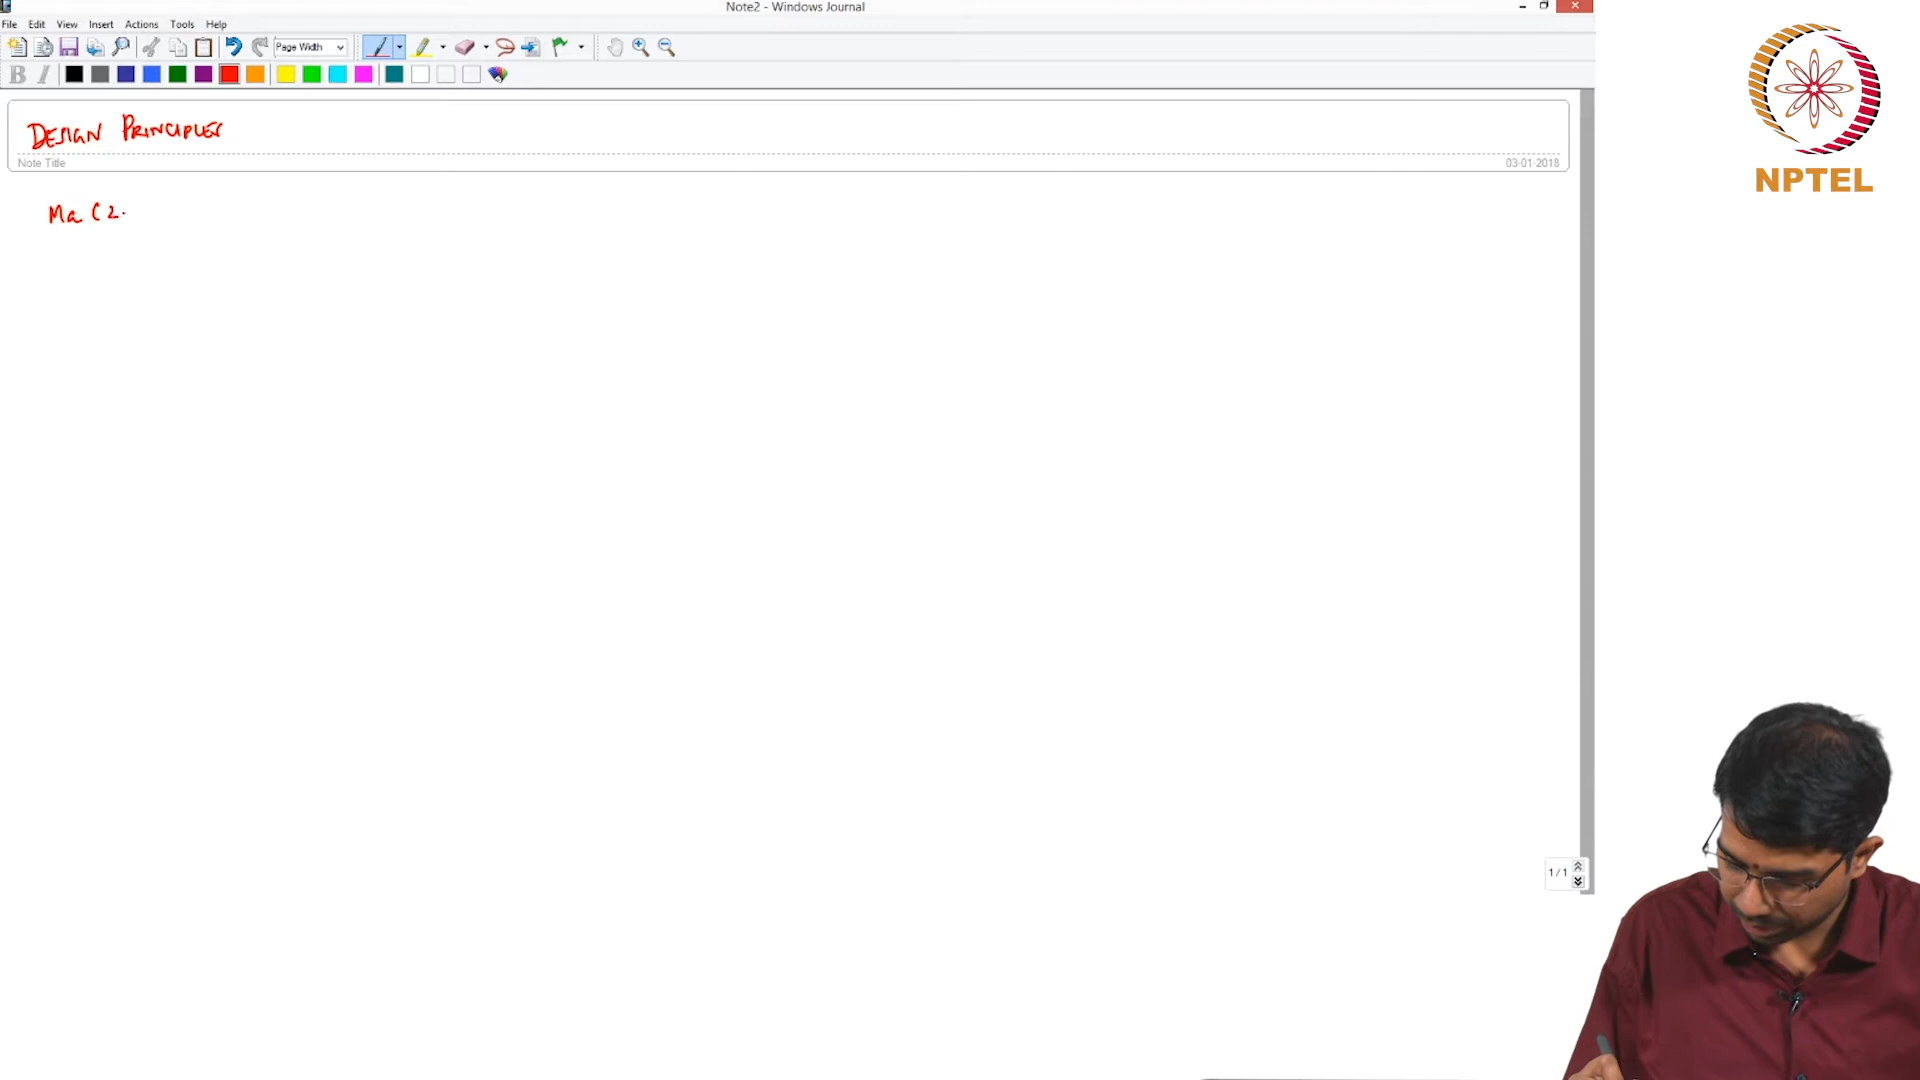 Note2 - Windows Journal
File Edit View Insert Actions Tools Help
Page Width
B I
DESIGN PRINCIPLES
Note Title
03-01-2018
Ma (2.
1 / 1
NPTEL